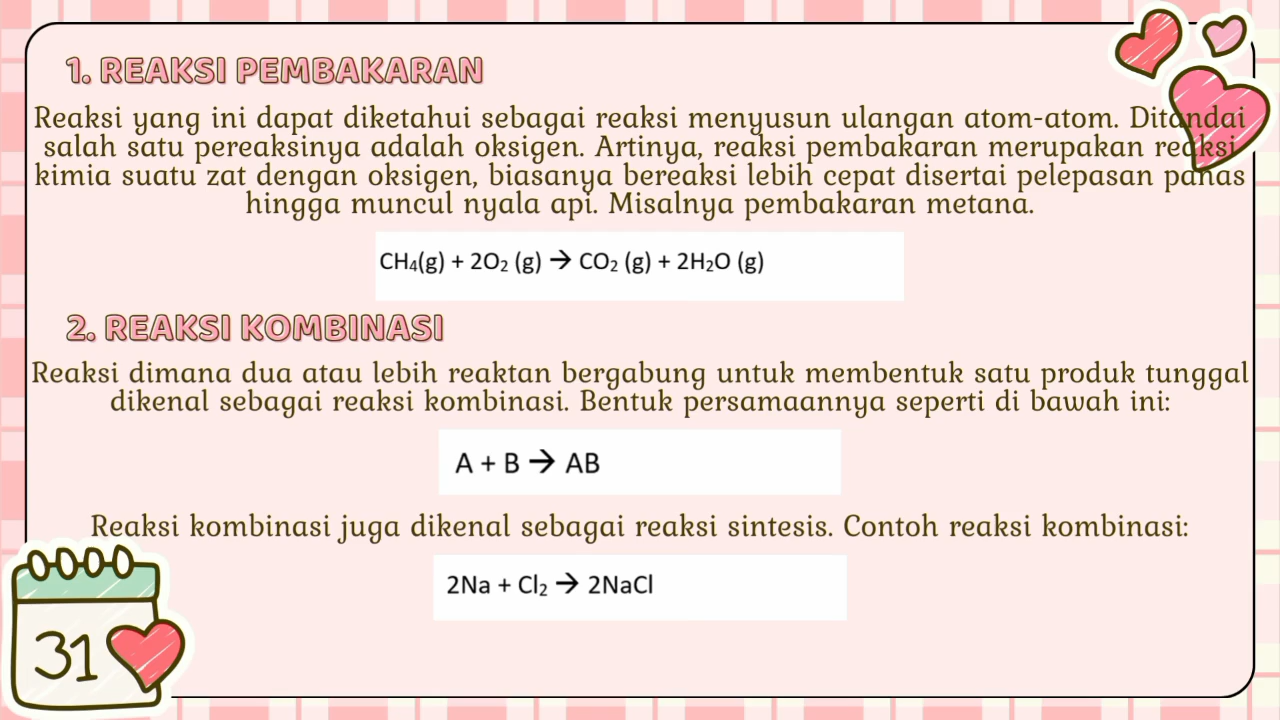 1. REAKSI PEMBAKARAN
Reaksi yang ini dapat diketahui sebagai reaksi menyusun ulangan atom-atom. Ditandai
salah satu pereaksinya adalah oksigen. Artinya, reaksi pembakaran merupakan reaksi
kimia suatu zat dengan oksigen, biasanya bereaksi lebih cepat disertai pelepasan panas
hingga muncul nyala api. Misalnya pembakaran metana.
CH₄(g) + 2O₂ (g) → CO₂ (g) + 2H₂O (g)
2. REAKSI KOMBINASI
Reaksi dimana dua atau lebih reaktan bergabung untuk membentuk satu produk tunggal
dikenal sebagai reaksi kombinasi. Bentuk persamaannya seperti di bawah ini:
A + B → AB
Reaksi kombinasi juga dikenal sebagai reaksi sintesis. Contoh reaksi kombinasi:
2Na + Cl₂ → 2NaCl
31